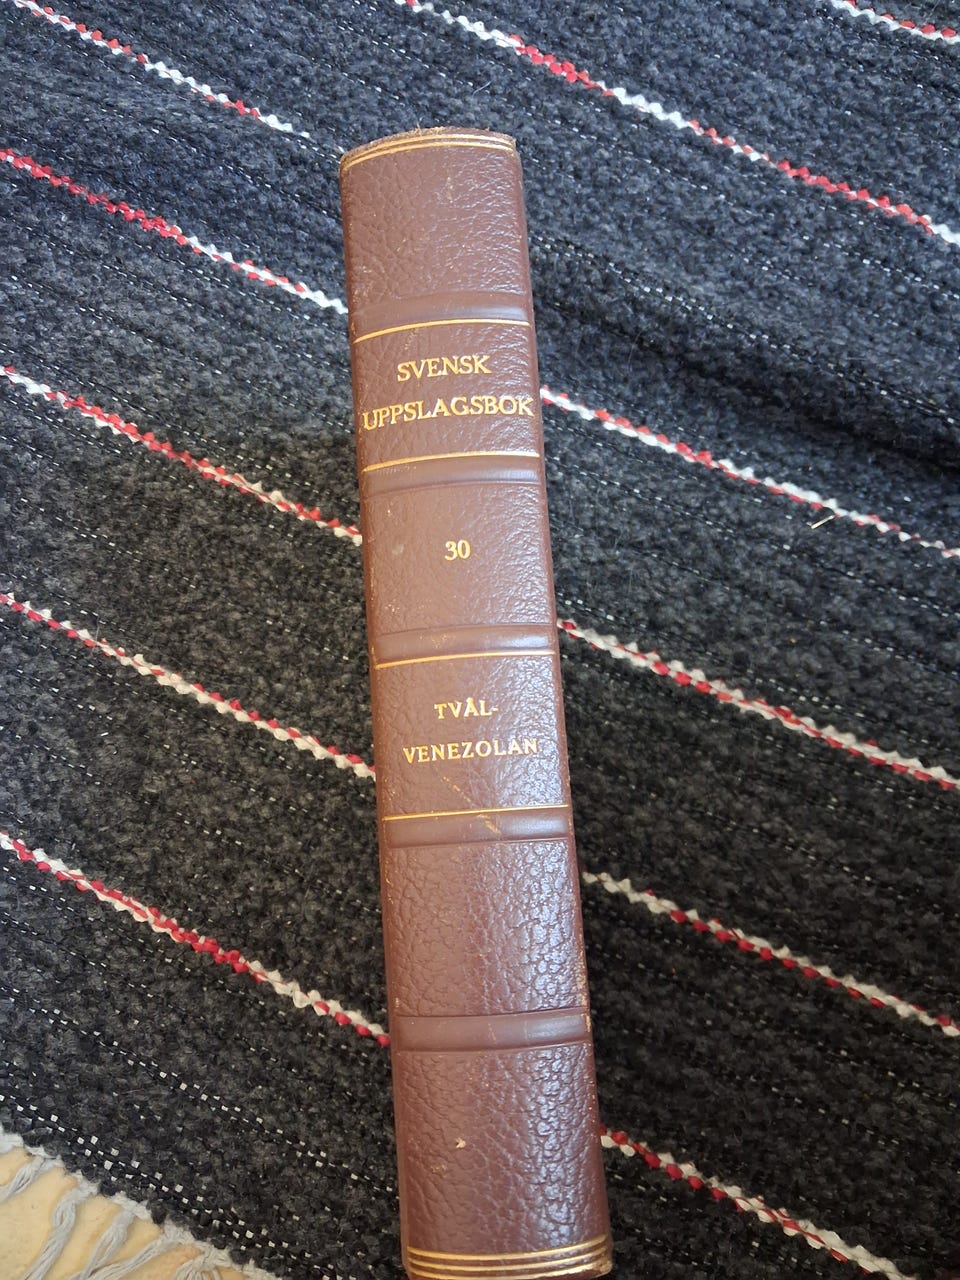 SVENSK
UPPSLAGSBOK
30
TVÅL-
VENEZOLAN